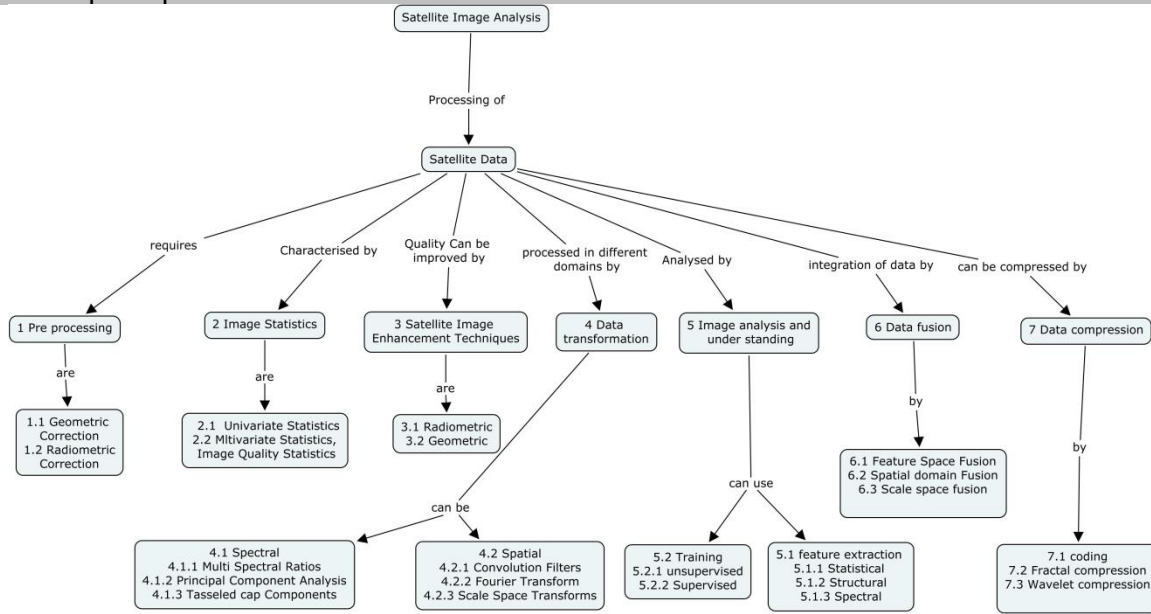 Satellite Image Analysis
Processing of
Satellite Data
requires
Characterised by
Quality Can be
improved by
processed in different
domains by
Analysed by
integration of data by
can be compressed by
1 Pre processing
2 Image Statistics
3 Satellite Image
Enhancement Techniques
4 Data
transformation
5 Image analysis and
under standing
6 Data fusion
7 Data compression
are
are
are
by
by
can be
can use
1.1 Geometric
Correction
1.2 Radiometric
Correction
2.1 Univariate Statistics
2.2 Mltivariate Statistics,
Image Quality Statistics
3.1 Radiometric
3.2 Geometric
6.1 Feature Space Fusion
6.2 Spatial domain Fusion
6.3 Scale space fusion
4.1 Spectral
4.1.1 Multi Spectral Ratios
4.1.2 Principal Component Analysis
4.1.3 Tasseled cap Components
4.2 Spatial
4.2.1 Convolution Filters
4.2.2 Fourier Transform
4.2.3 Scale Space Transforms
5.2 Training
5.2.1 unsupervised
5.2.2 Supervised
5.1 feature extraction
5.1.1 Statistical
5.1.2 Structural
5.1.3 Spectral
7.1 coding
7.2 Fractal compression
7.3 Wavelet compression